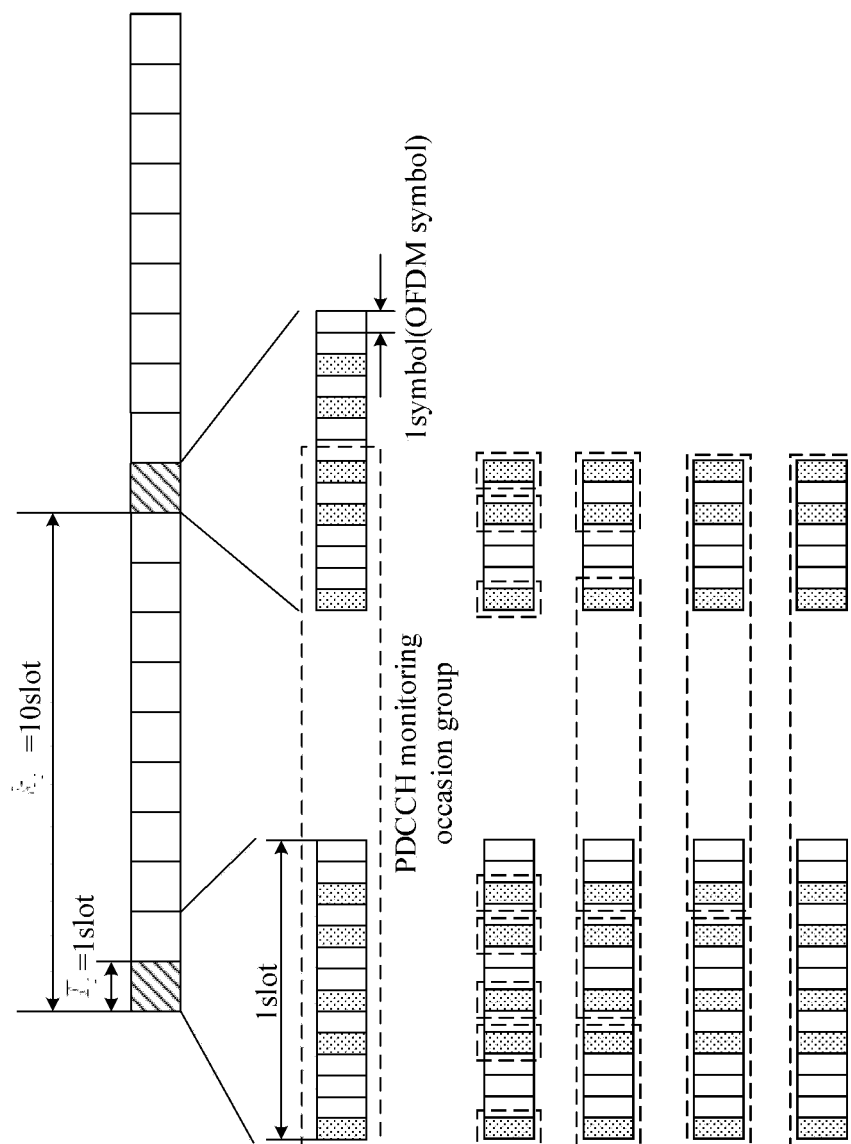 =10slot
=1slot
1slot
1symbol(OFDM symbol)
PDCCH monitoring
occasion group